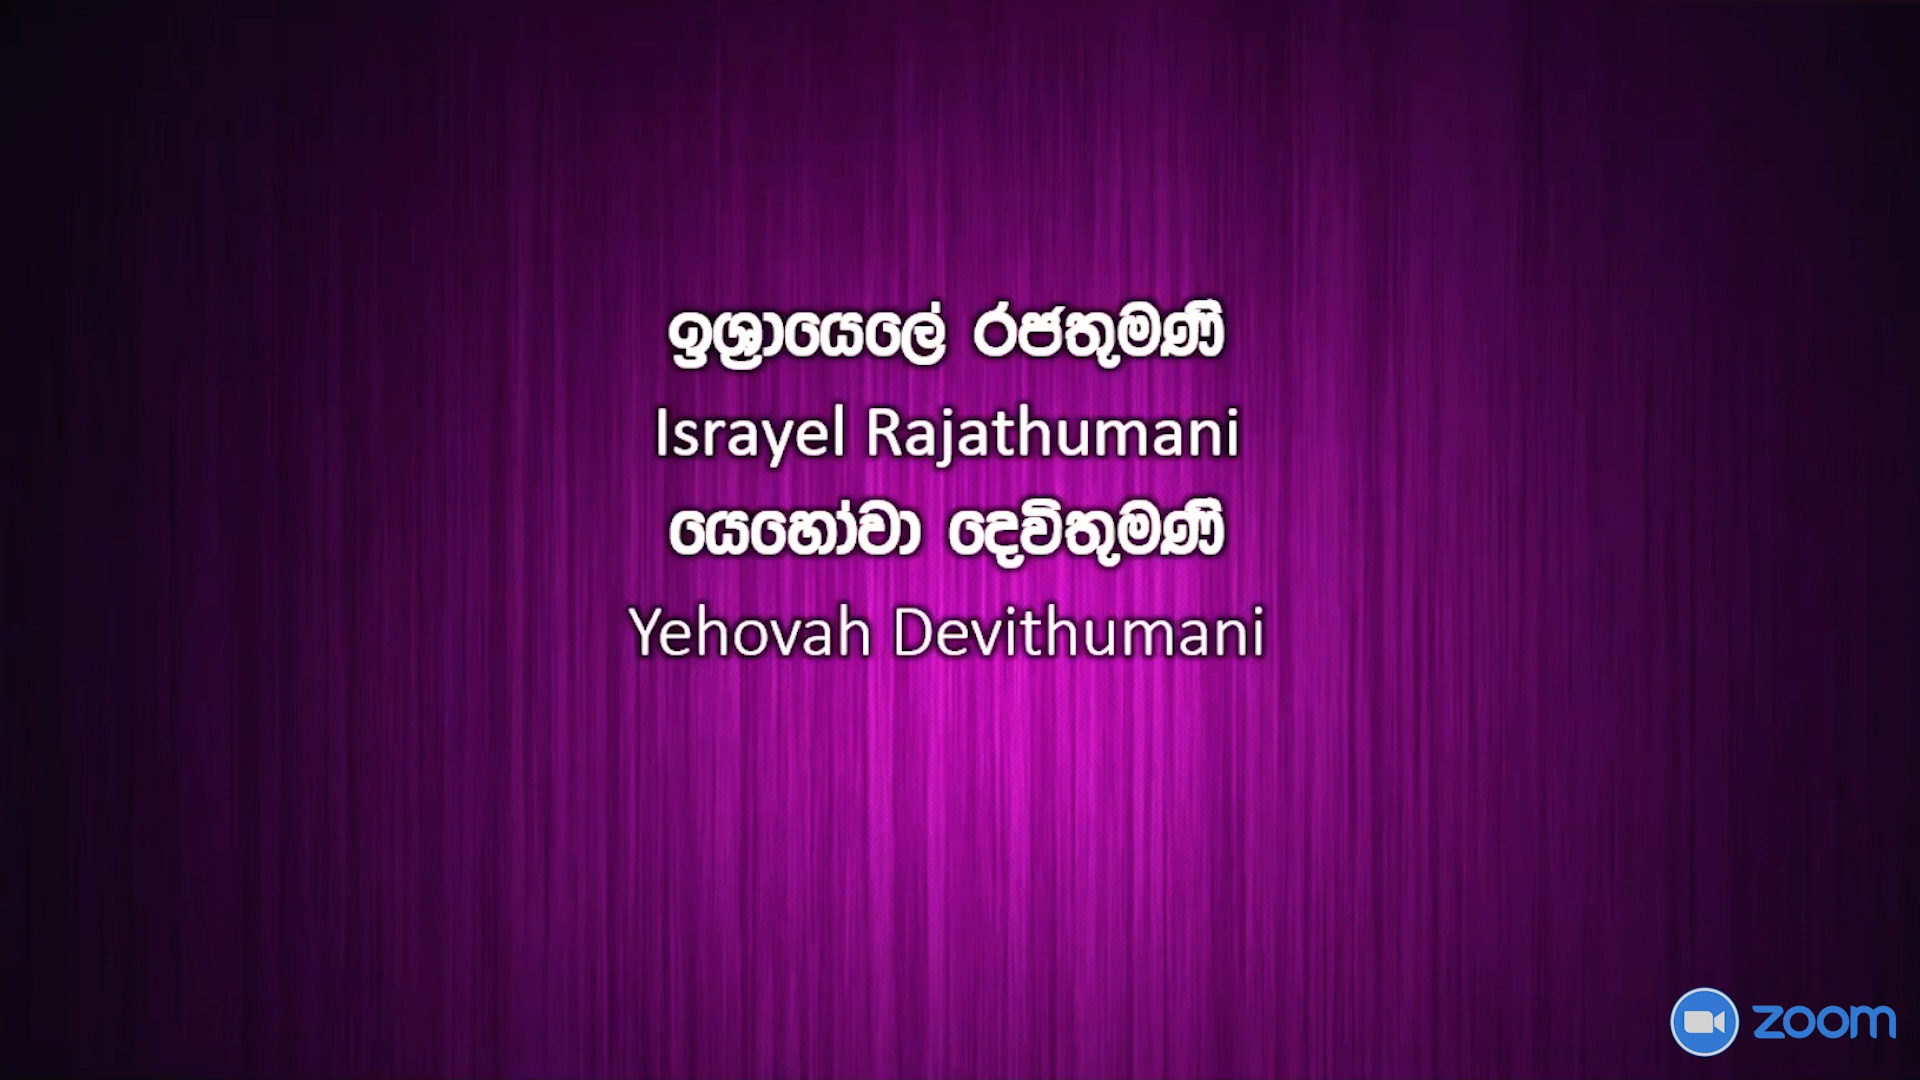 ඉශ්‍රායෙලේ රජතුමණි
Israyel Rajathumani
යෙහෝවා දෙවිතුමණි
Yehovah Devithumani
zoom